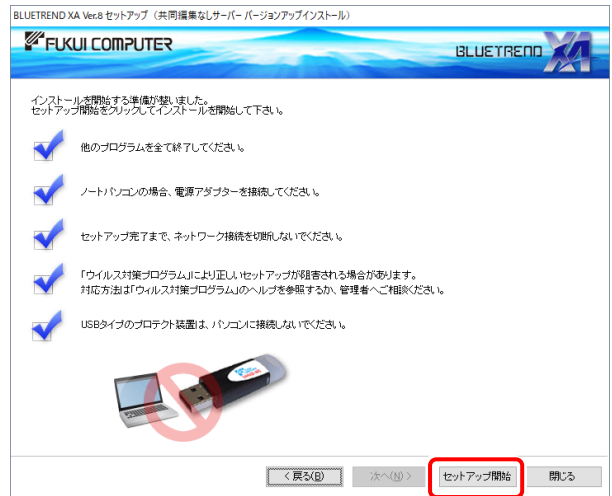 BLUETREND XA Ver.8 セットアップ（共同編集なしサーバー バージョンアップインストール）
FUKUI COMPUTER
BLUETREND XA
インストールを開始する準備が整いました。
セットアップ開始をクリックしてインストールを開始して下さい。
他のプログラムを全て終了してください。
ノートパソコンの場合、電源アダプターを接続してください。
セットアップ完了まで、ネットワーク接続を切断しないでください。
「ウイルス対策プログラム」により正しいセットアップが阻害される場合があります。
対応方法は「ウイルス対策プログラム」のヘルプを参照するか、管理者へご相談ください。
USBタイプのプロテクト装置は、パソコンに接続しないでください。
< 戻る(B)
次へ(N) >
セットアップ開始
閉じる